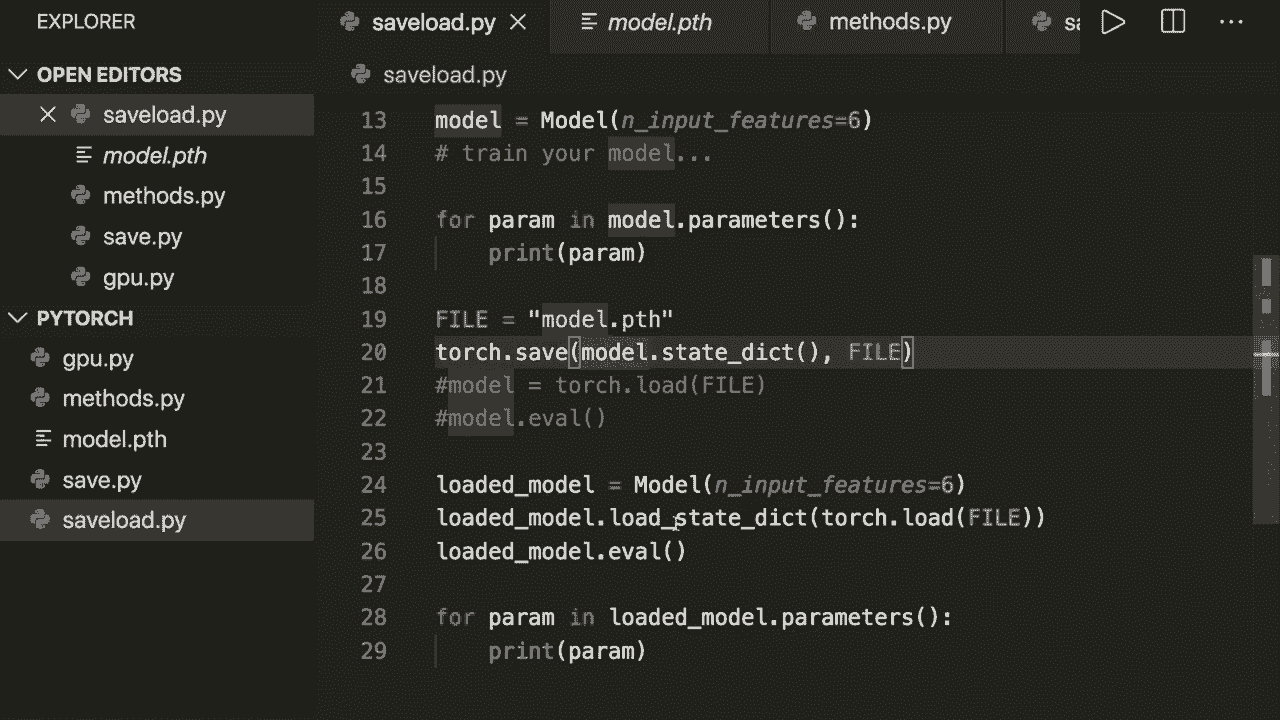 EXPLORER
OPEN EDITORS
saveload.py
model.pth
methods.py
save.py
gpu.py
PYTORCH
gpu.py
methods.py
model.pth
save.py
saveload.py
saveload.py model.pth methods.py sa
saveload.py
13 model = Model(n_input_features=6)
14 # train your model...
15
16 for param in model.parameters():
17 print(param)
18
19 FILE = "model.pth"
20 torch.save(model.state_dict(), FILE)
21 #model = torch.load(FILE)
22 #model.eval()
23
24 loaded_model = Model(n_input_features=6)
25 loaded_model.load_state_dict(torch.load(FILE))
26 loaded_model.eval()
27
28 for param in loaded_model.parameters():
29 print(param)